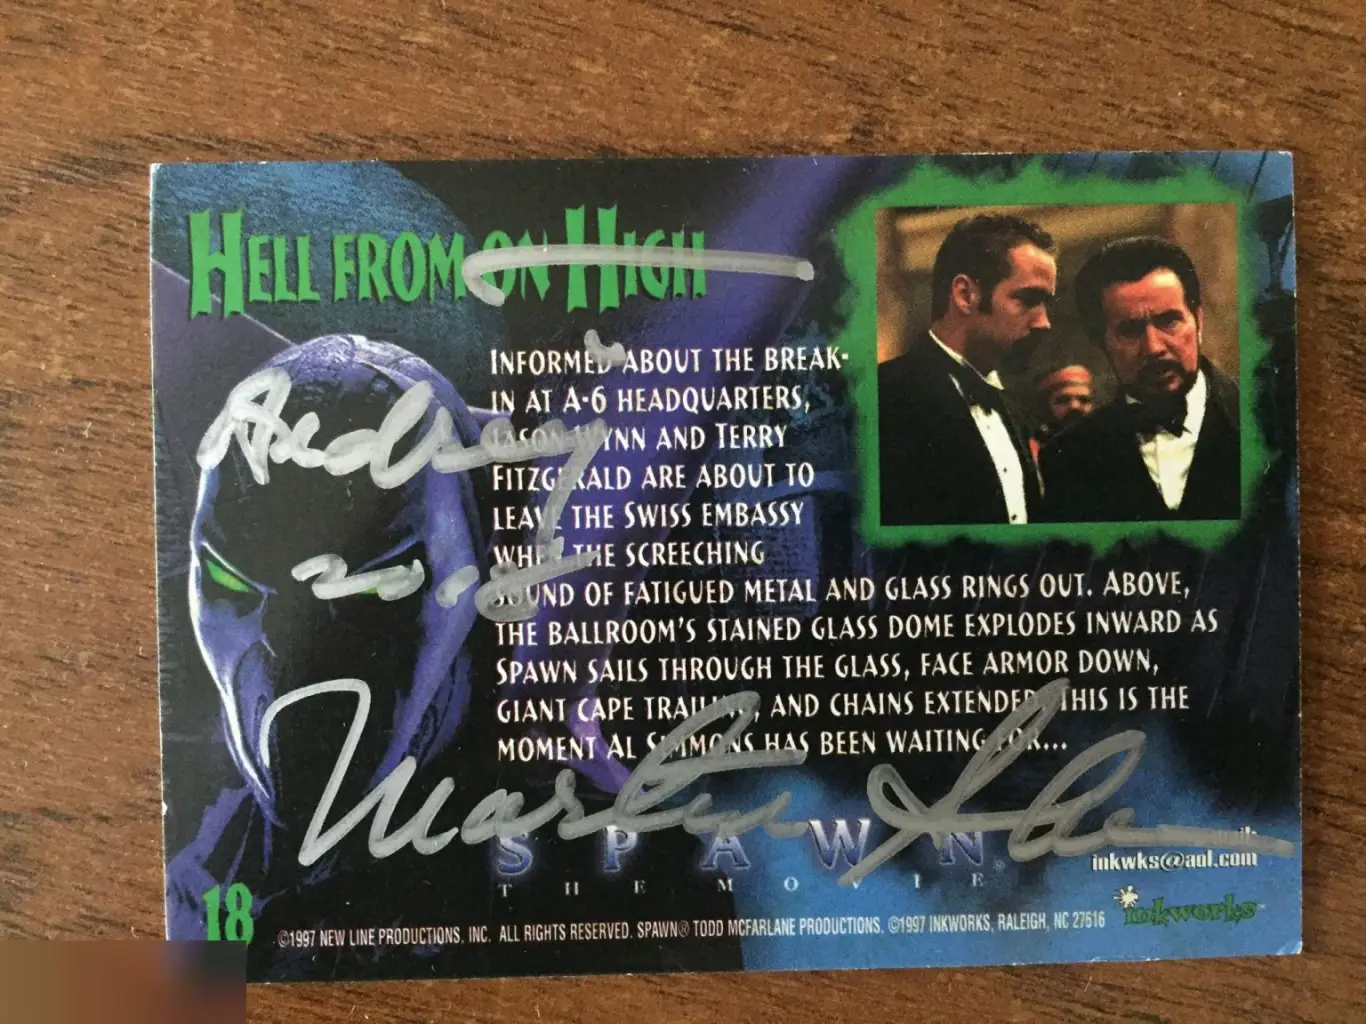 HELL FROM ON HIGH
INFORMED ABOUT THE BREAK-
IN AT A-6 HEADQUARTERS,
JASON WYNN AND TERRY
FITZGERALD ARE ABOUT TO
LEAVE THE SWISS EMBASSY
WHEN THE SCREECHING
SOUND OF FATIGUED METAL AND GLASS RINGS OUT. ABOVE,
THE BALLROOM'S STAINED GLASS DOME EXPLODES INWARD AS
SPAWN SAILS THROUGH THE GLASS, FACE ARMOR DOWN,
GIANT CAPE TRAILING, AND CHAINS EXTENDED. THIS IS THE
MOMENT AL SIMMONS HAS BEEN WAITING FOR...
Andrey
2008
Martin Sheen
SPAWN
THE MOVIE
inkwks@aol.com
inkworks
18
©1997 NEW LINE PRODUCTIONS, INC. ALL RIGHTS RESERVED. SPAWN® TODD MCFARLANE PRODUCTIONS, ©1997 INKWORKS, RALEIGH, NC 27616